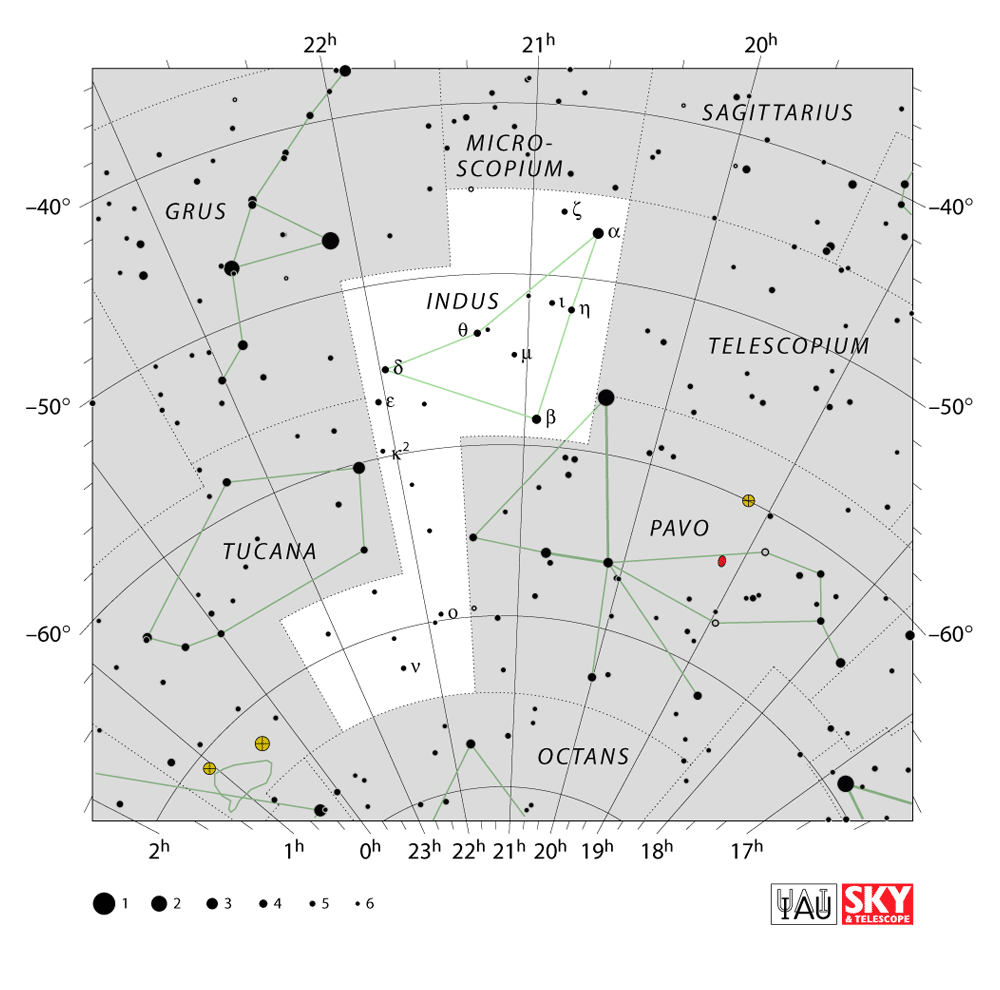 22ʰ 21ʰ 20ʰ
SAGITTARIUS
MICRO-
SCOPIUM
−40° GRUS ζ α −40°
INDUS ι η
θ
μ TELESCOPIUM
δ
−50° ε β −50°
κ²
PAVO
TUCANA
−60° ο −60°
ν
OCTANS
2ʰ 1ʰ 0ʰ 23ʰ 22ʰ 21ʰ 20ʰ 19ʰ 18ʰ 17ʰ
1 2 3 4 5 6
IAU
SKY
& TELESCOPE